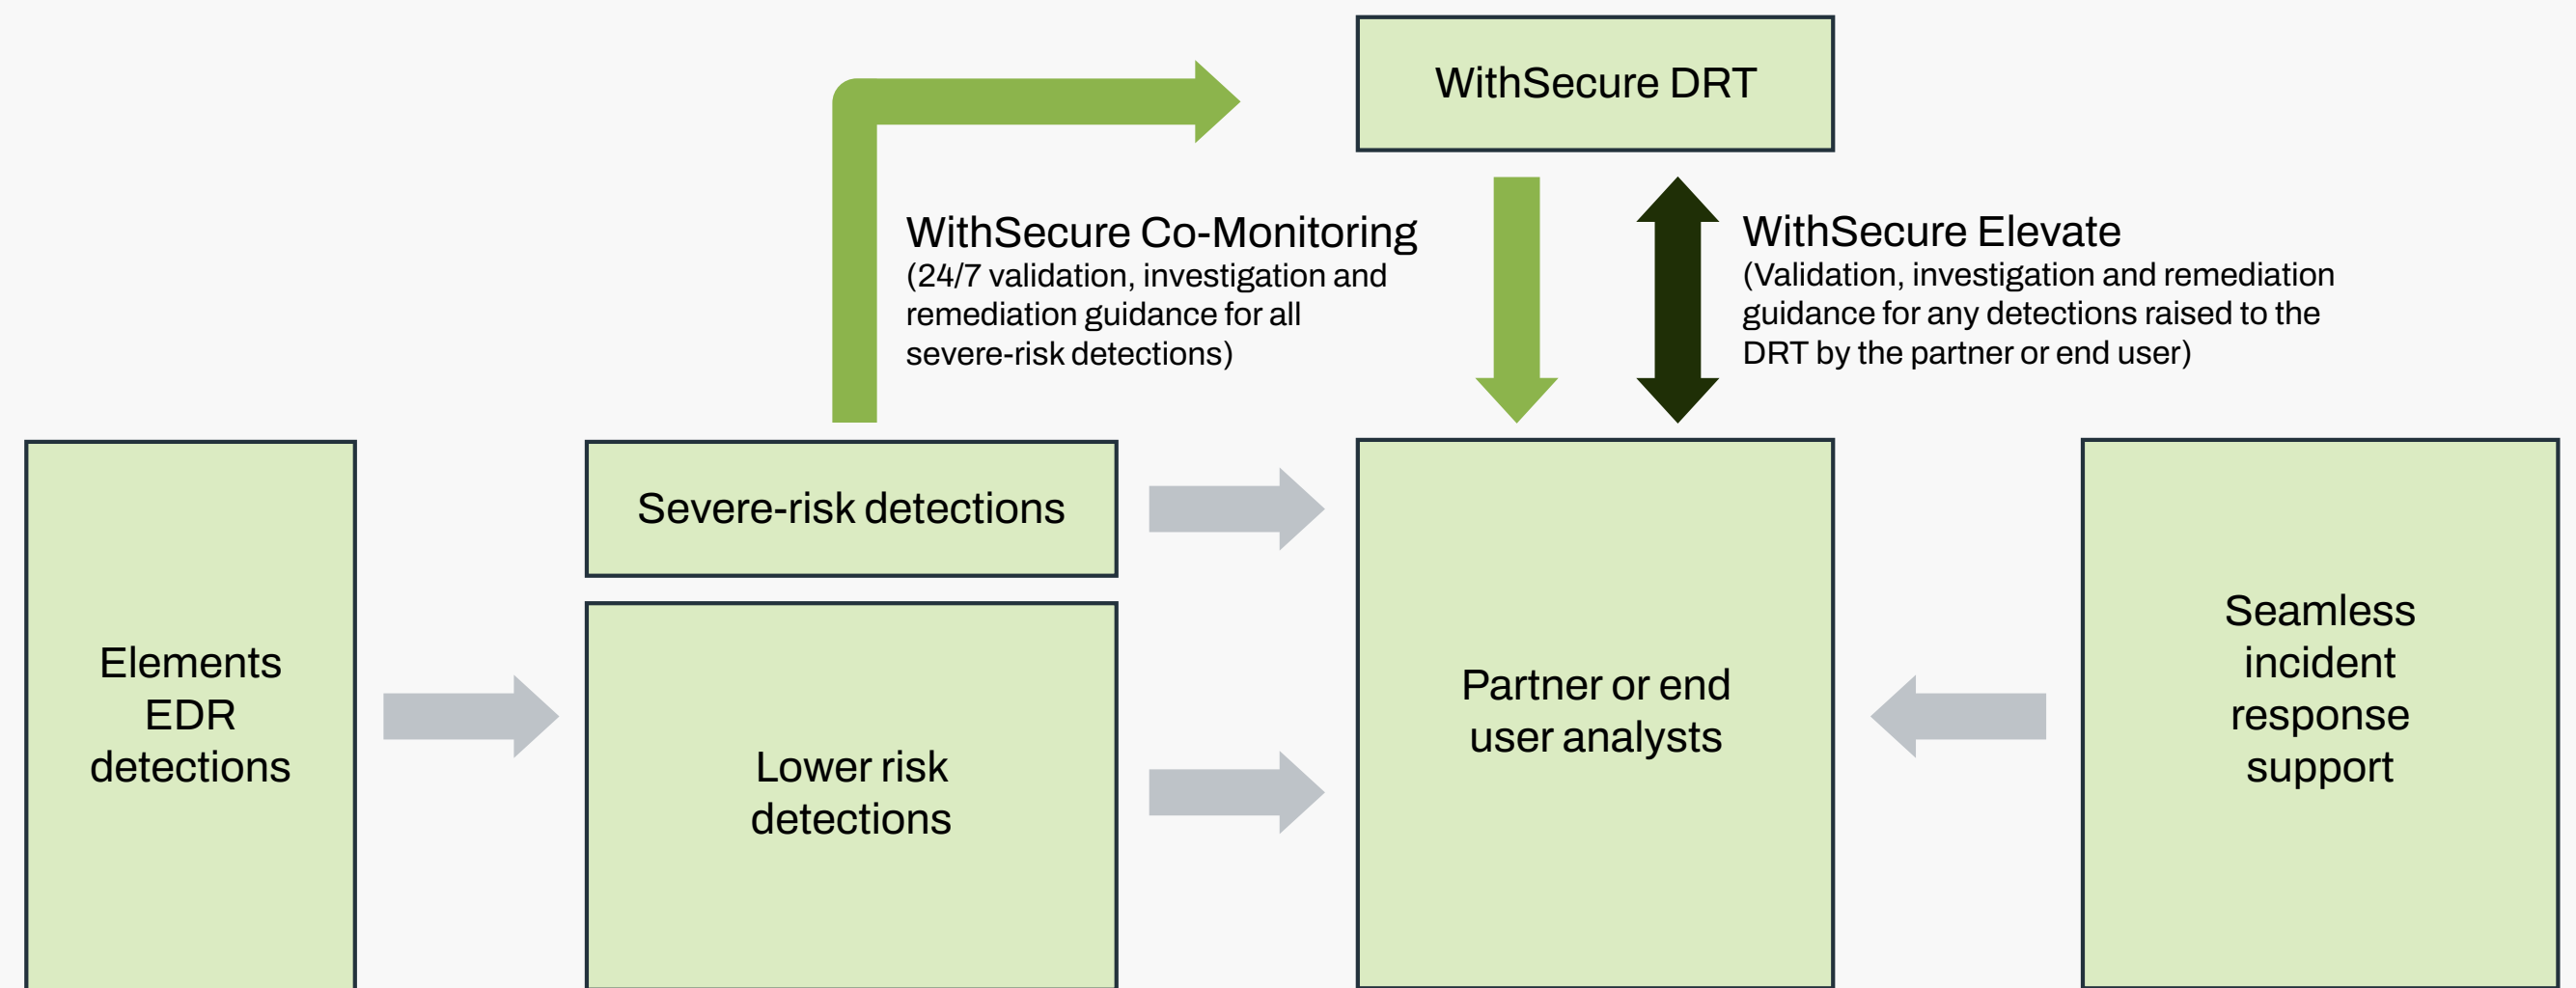 WithSecure DRT
WithSecure Co-Monitoring
(24/7 validation, investigation and
remediation guidance for all
severe-risk detections)
WithSecure Elevate
(Validation, investigation and remediation
guidance for any detections raised to the
DRT by the partner or end user)
Elements
EDR
detections
Severe-risk detections
Lower risk
detections
Partner or end
user analysts
Seamless
incident
response
support